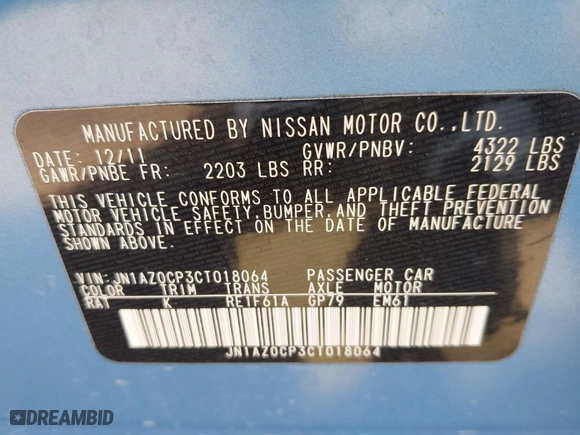 MANUFACTURED BY NISSAN MOTOR CO.,LTD.
DATE: 12/11 GVWR/PNBV: 4322 LBS
GAWR/PNBE FR: 2203 LBS RR: 2129 LBS
THIS VEHICLE CONFORMS TO ALL APPLICABLE FEDERAL
MOTOR VEHICLE SAFETY,BUMPER,AND THEFT PREVENTION
STANDARDS IN EFFECT ON THE DATE OF MANUFACTURE
SHOWN ABOVE.
VIN: JN1AZ0CP3CT018064 PASSENGER CAR
COLOR TRIM TRANS AXLE MOTOR
RAT K RE1F61A GP79 EM61
JN1AZ0CP3CT018064
DREAMBID